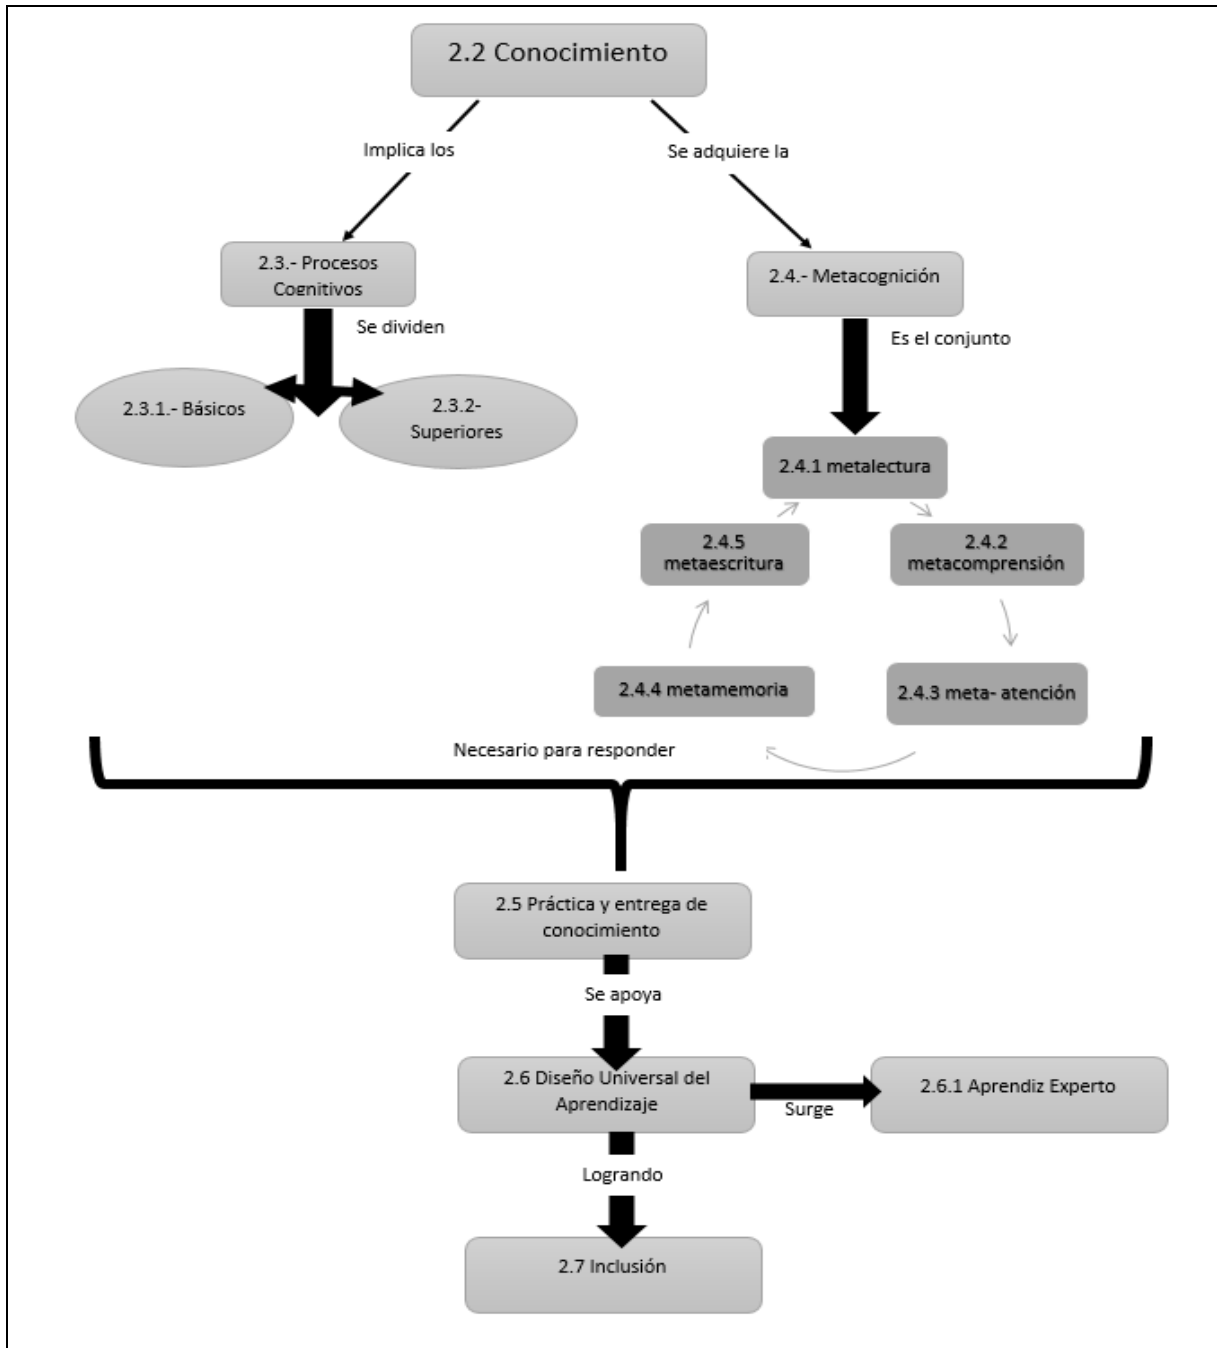 2.2 Conocimiento
Implica los
Se adquiere la
2.3.- Procesos
Cognitivos
2.4.- Metacognición
Se dividen
Es el conjunto
2.3.1.- Básicos
2.3.2-
Superiores
2.4.1 metalectura
2.4.5
metaescritura
2.4.2
metacomprensión
2.4.4 metamemoria
2.4.3 meta- atención
Necesario para responder
2.5 Práctica y entrega de
conocimiento
Se apoya
2.6 Diseño Universal del
Aprendizaje
Surge
2.6.1 Aprendiz Experto
Logrando
2.7 Inclusión